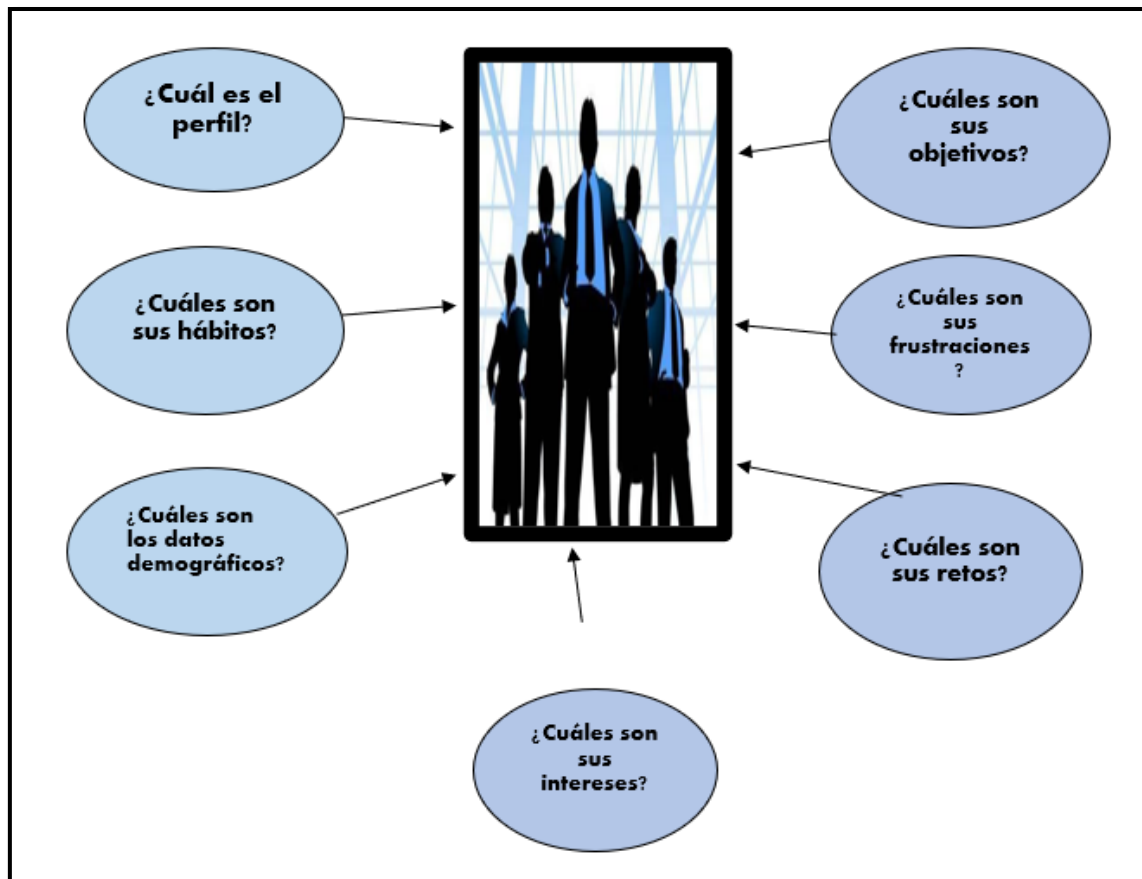 ¿Cuál es el
perfil?
¿Cuáles son
sus
objetivos?
¿Cuáles son
sus hábitos?
¿Cuáles son
sus
frustraciones
?
¿Cuáles son
los datos
demográficos?
¿Cuáles son
sus retos?
¿Cuáles son
sus
intereses?